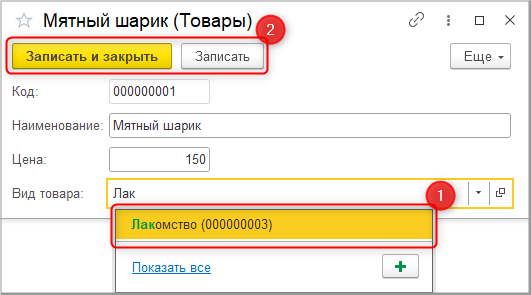 Мятный шарик (Товары)
2
Записать и закрыть Записать Еще
Код: 000000001
Наименование: Мятный шарик
Цена: 150
Вид товара: Лак
1
Лакомство (000000003)
Показать все